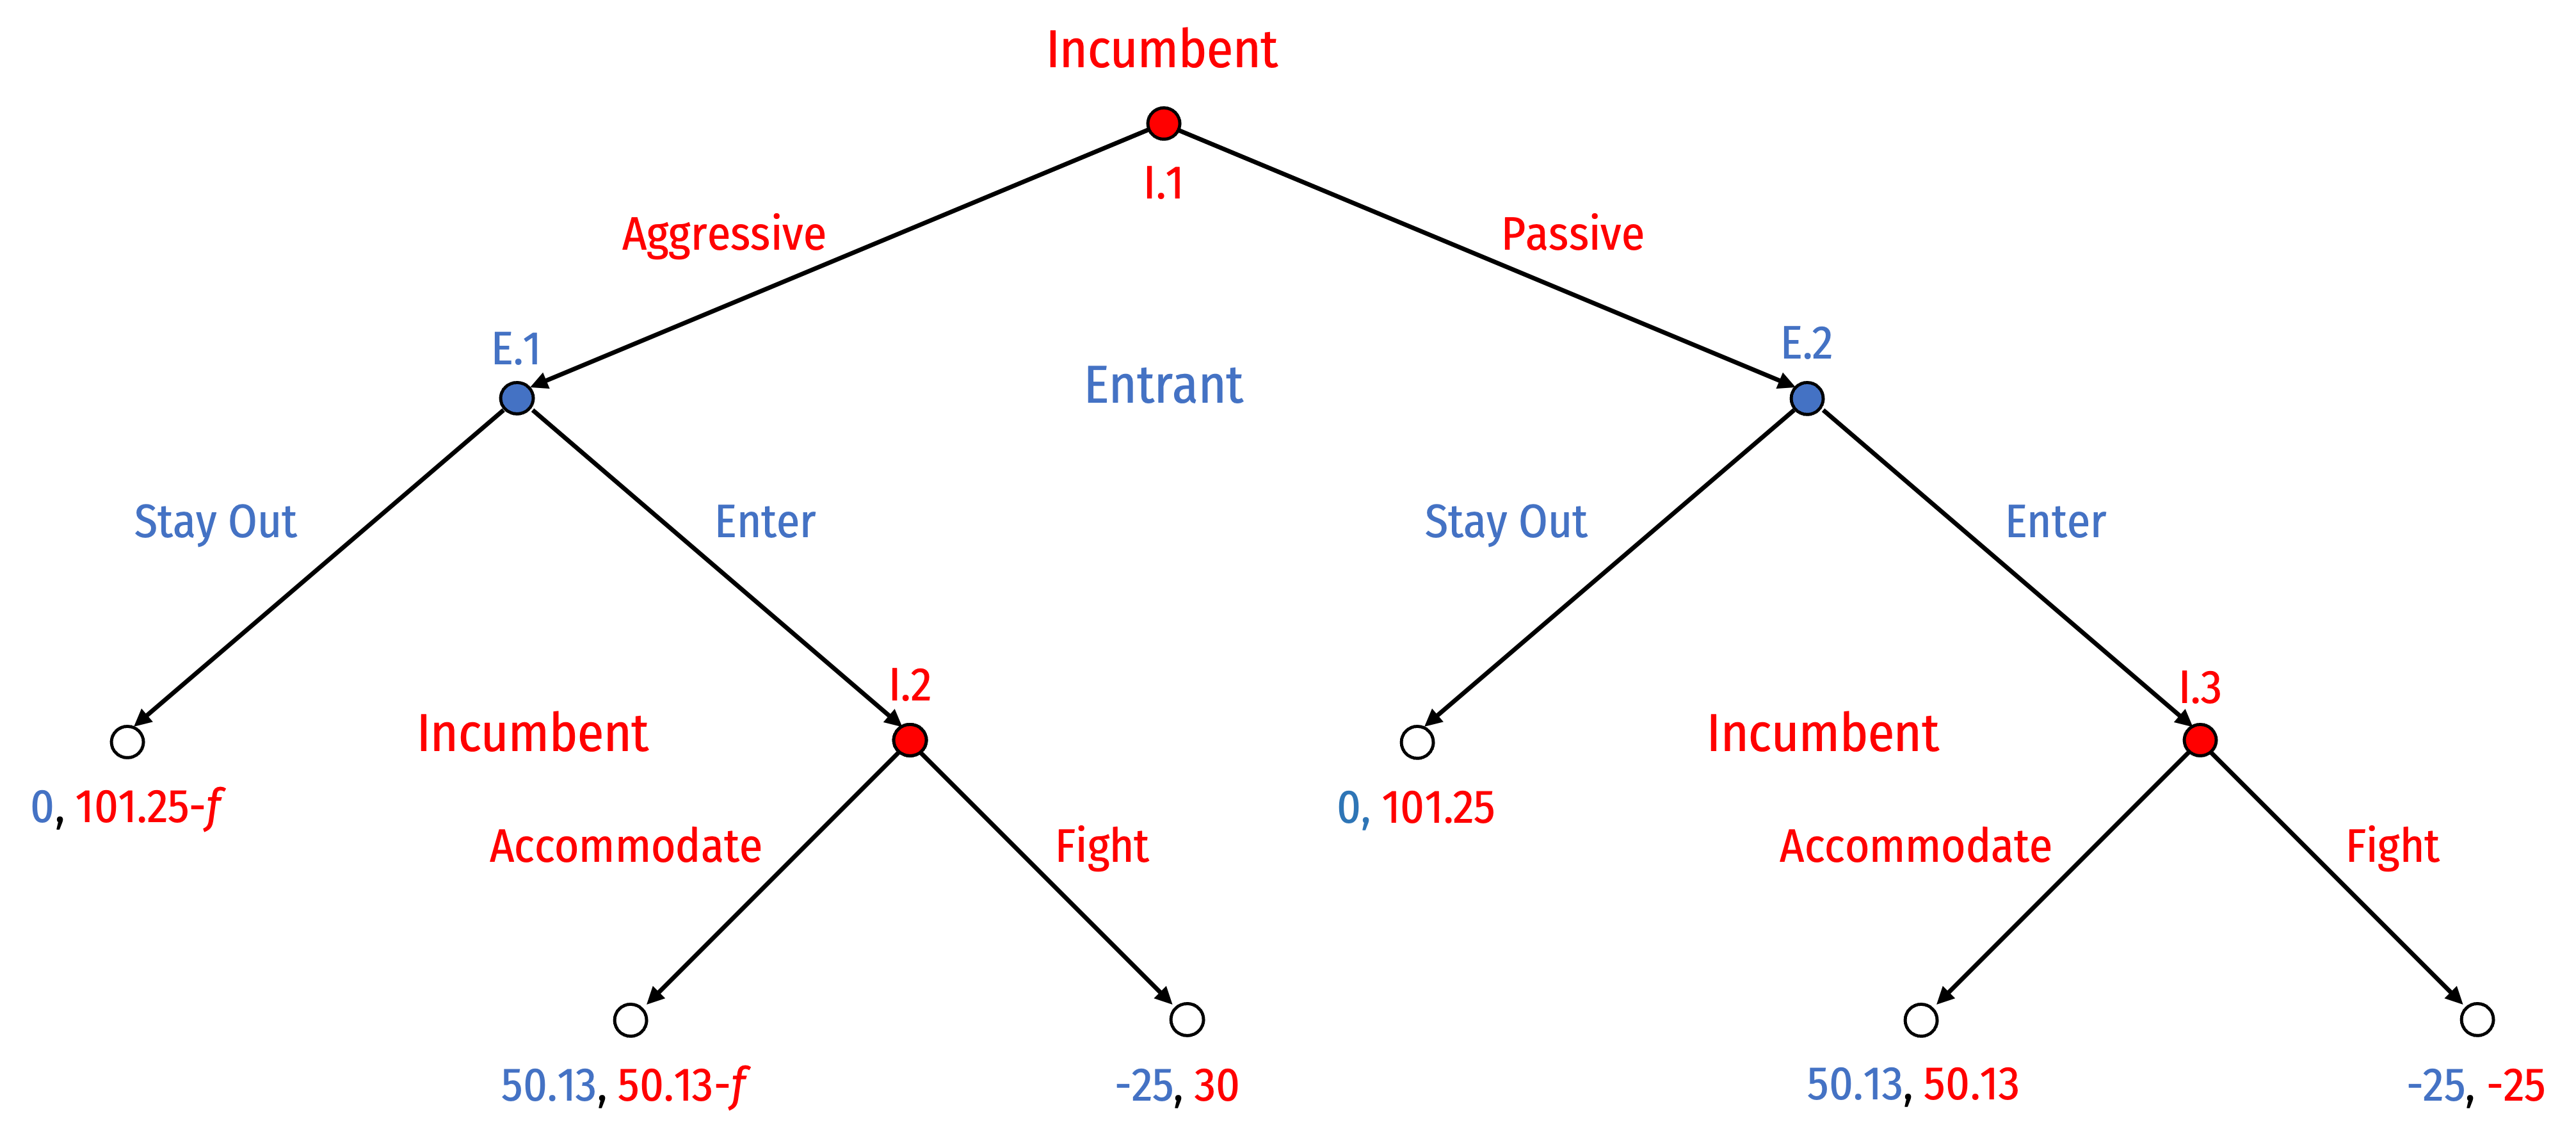 Incumbent
I.1
Aggressive
Passive
E.1
E.2
Entrant
Stay Out
Enter
Stay Out
Enter
I.2
I.3
Incumbent
Incumbent
0, 101.25-f
0, 101.25
Accommodate
Fight
Accommodate
Fight
50.13, 50.13-f
-25, 30
50.13, 50.13
-25, -25